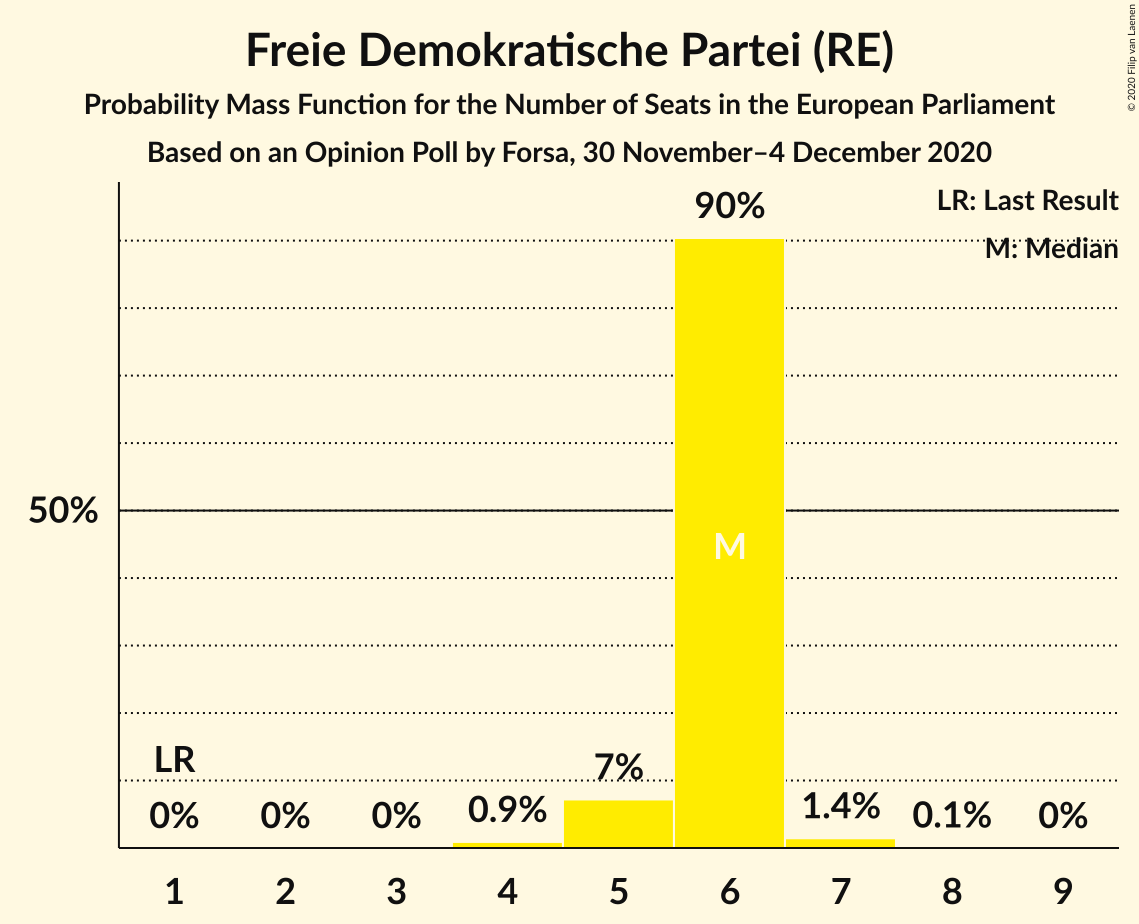 Freie Demokratische Partei (RE)
Probability Mass Function for the Number of Seats in the European Parliament
Based on an Opinion Poll by Forsa, 30 November–4 December 2020
© 2020 Filip van Laenen
LR: Last Result
M: Median
90%
50%
M
LR
0%
0%
0%
0.9%
7%
1.4%
0.1%
0%
1 2 3 4 5 6 7 8 9